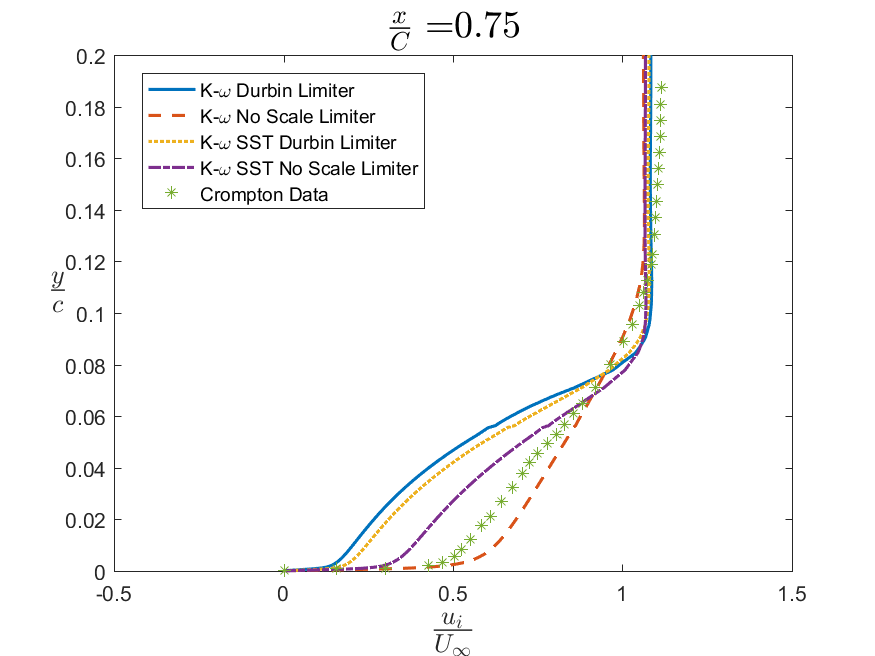 x/C =0.75
0.2
K-ω Durbin Limiter
K-ω No Scale Limiter
K-ω SST Durbin Limiter
K-ω SST No Scale Limiter
Crompton Data
0.18
0.16
0.14
0.12
y/c
0.1
0.08
0.06
0.04
0.02
0
-0.5 0 0.5 1 1.5
u_i/U_∞